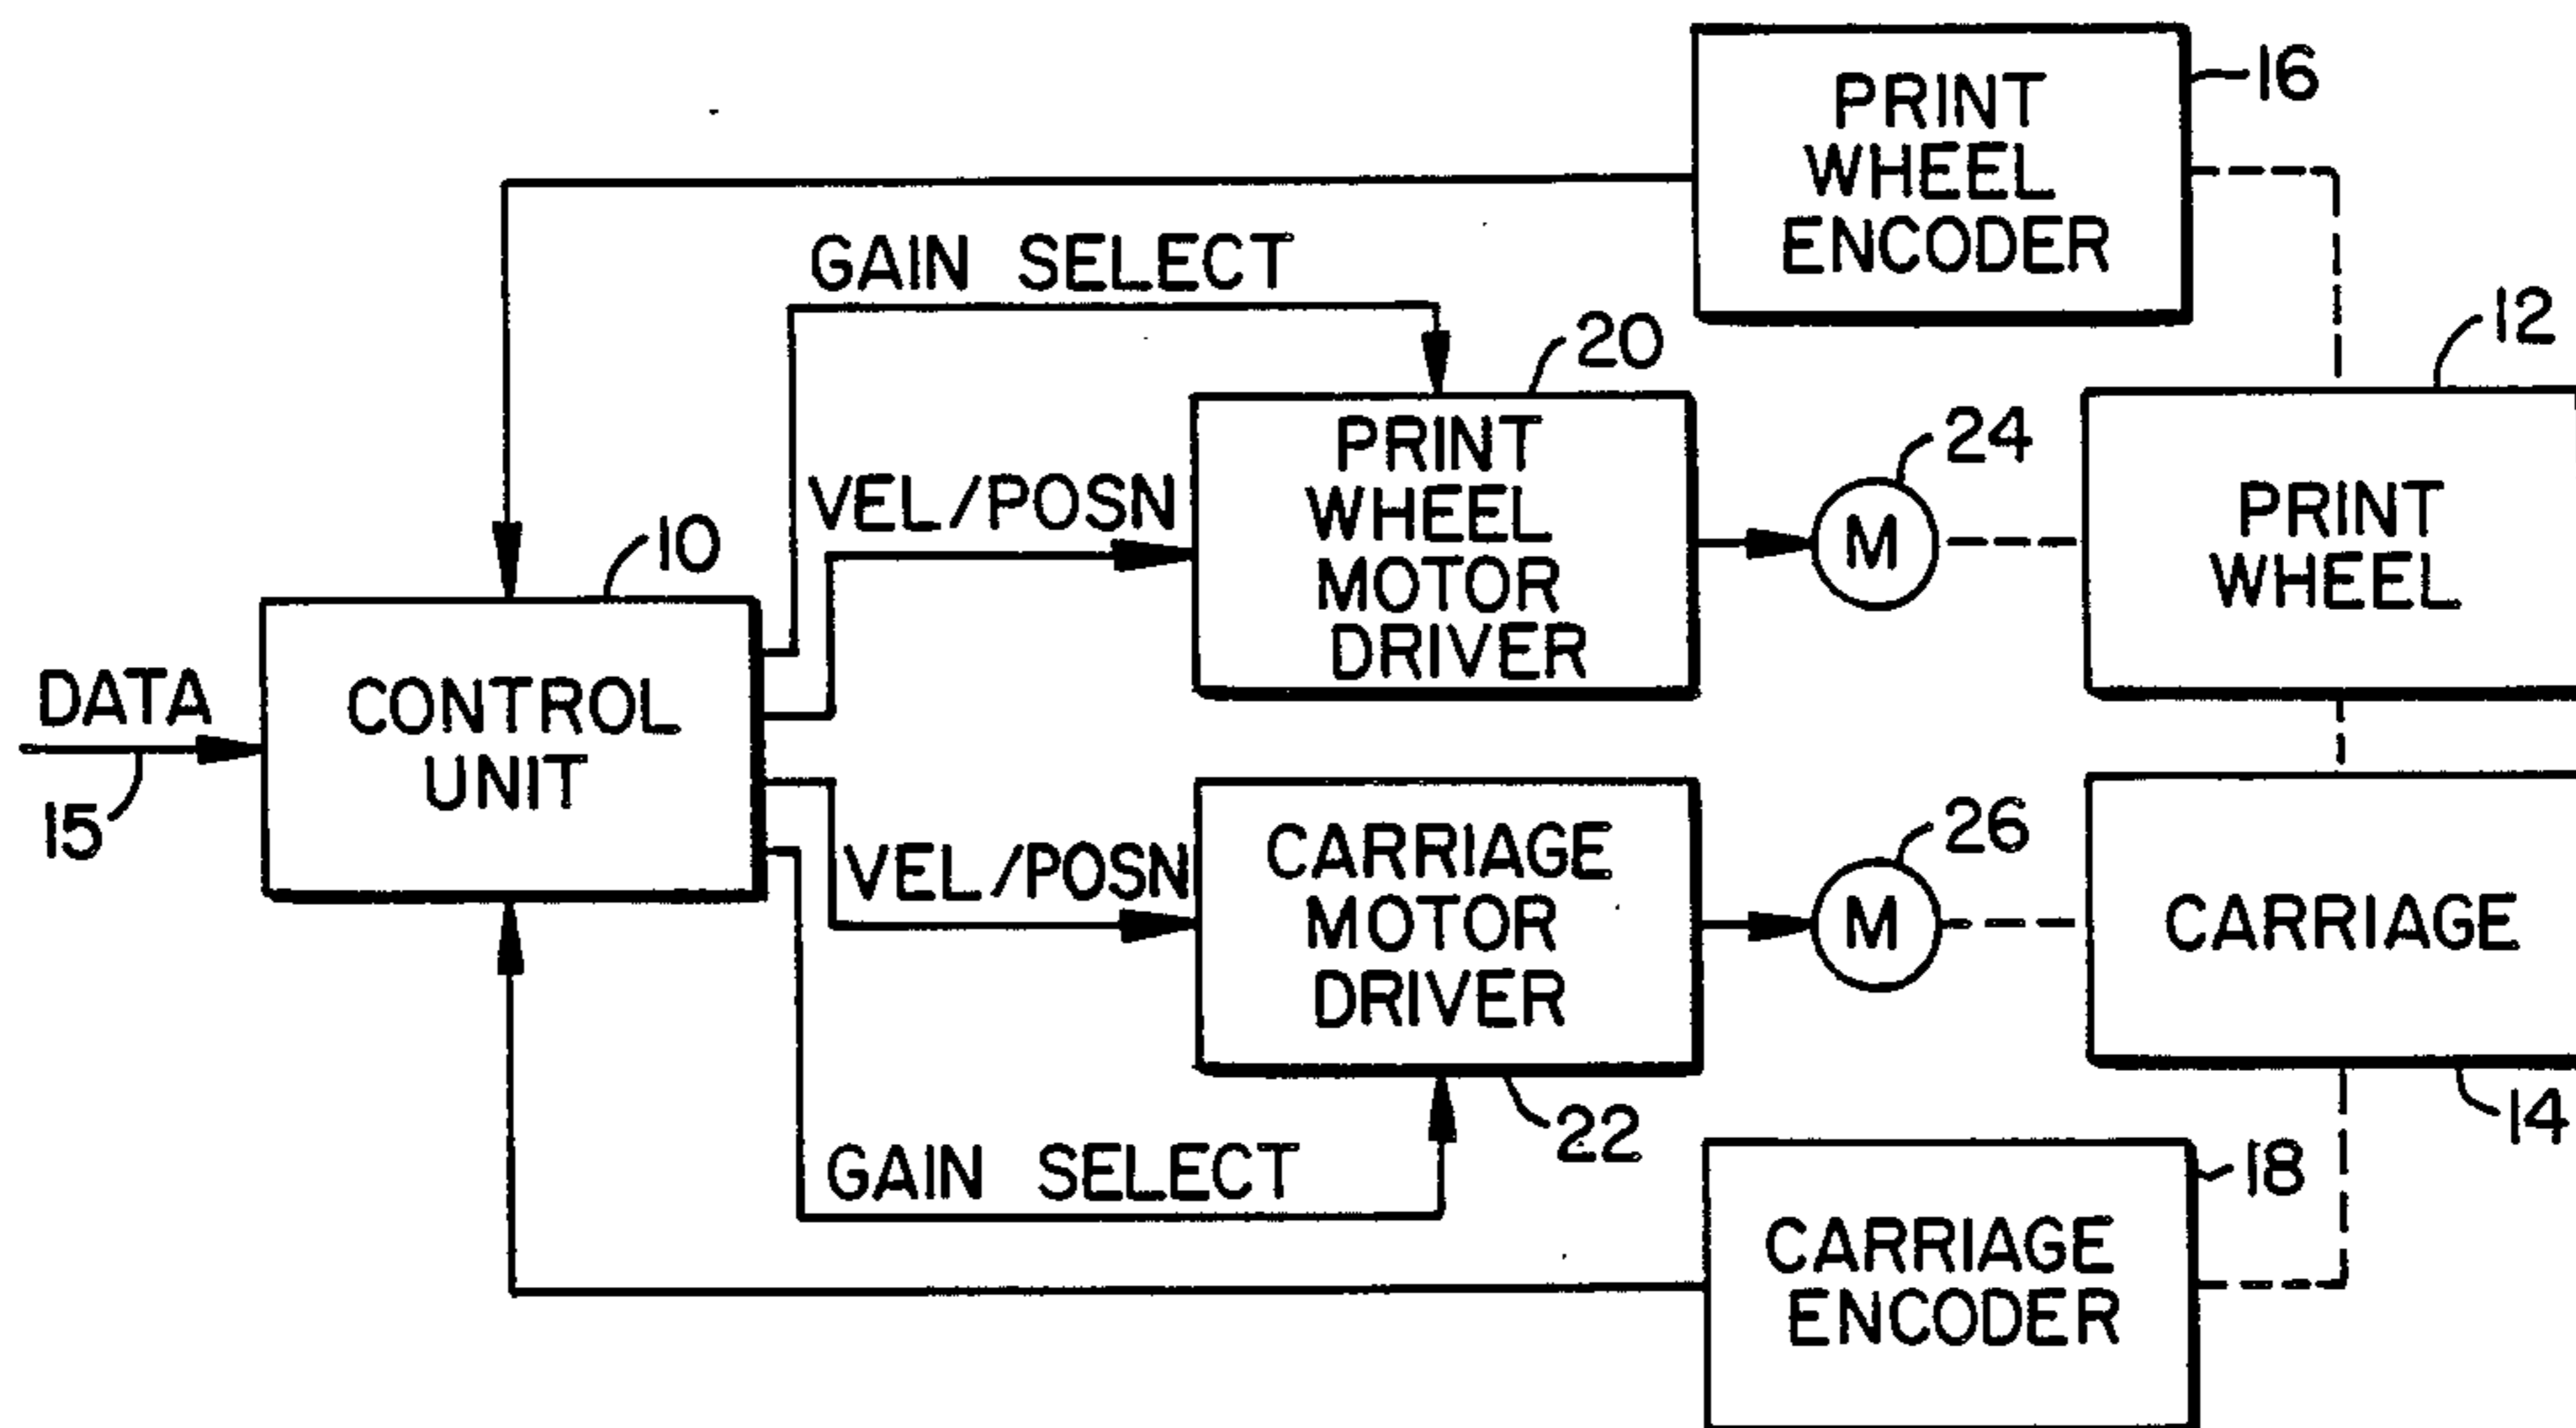 PRINT
WHEEL
ENCODER
16
GAIN SELECT
20
12
PRINT
WHEEL
MOTOR
DRIVER
24
M
PRINT
WHEEL
VEL/POSN
10
DATA
15
CONTROL
UNIT
VEL/POSN
CARRIAGE
MOTOR
DRIVER
26
M
CARRIAGE
22
14
GAIN SELECT
18
CARRIAGE
ENCODER